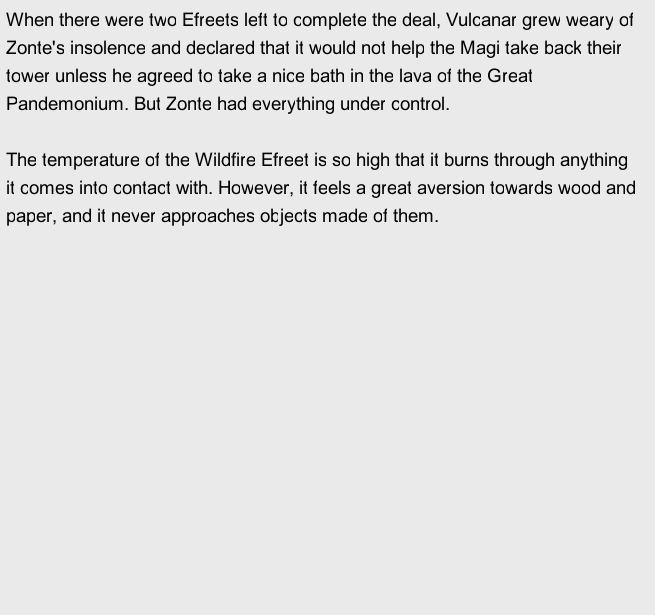 When there were two Efreets left to complete the deal, Vulcanar grew weary of
Zonte's insolence and declared that it would not help the Magi take back their
tower unless he agreed to take a nice bath in the lava of the Great
Pandemonium. But Zonte had everything under control.
The temperature of the Wildfire Efreet is so high that it burns through anything
it comes into contact with. However, it feels a great aversion towards wood and
paper, and it never approaches objects made of them.